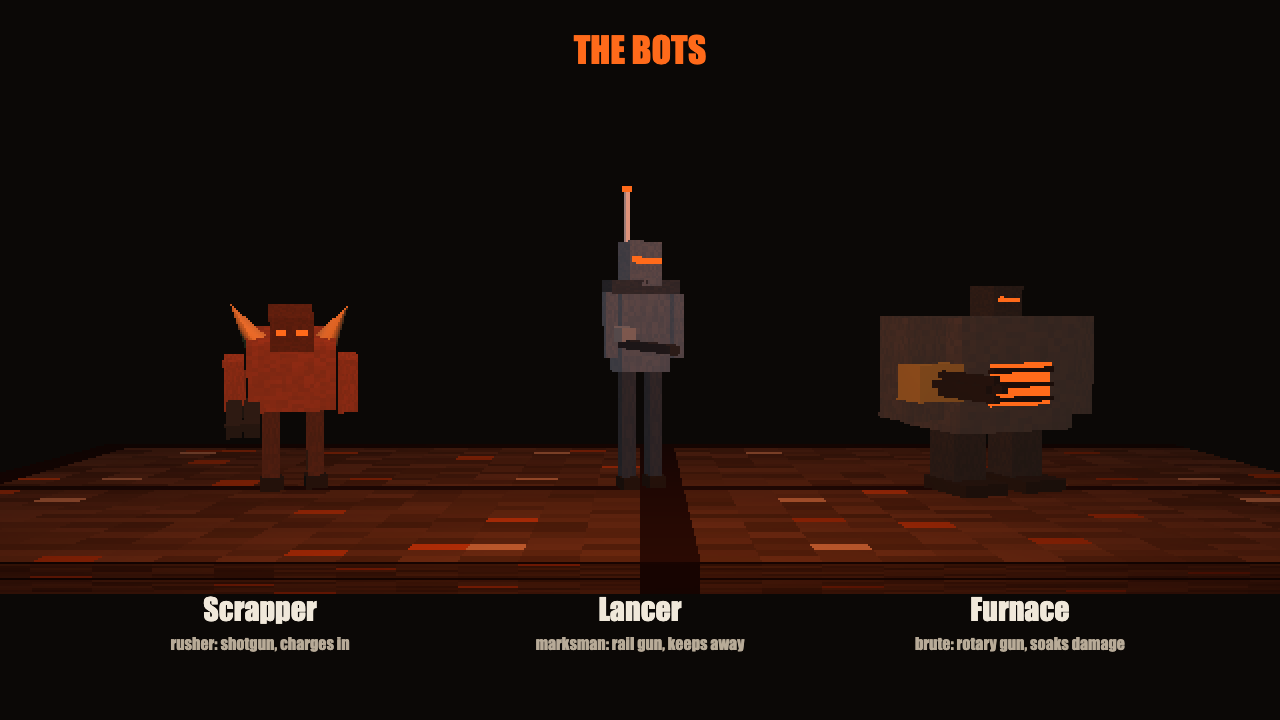 THE BOTS
Scrapper
rusher: shotgun, charges in
Lancer
marksman: rail gun, keeps away
Furnace
brute: rotary gun, soaks damage